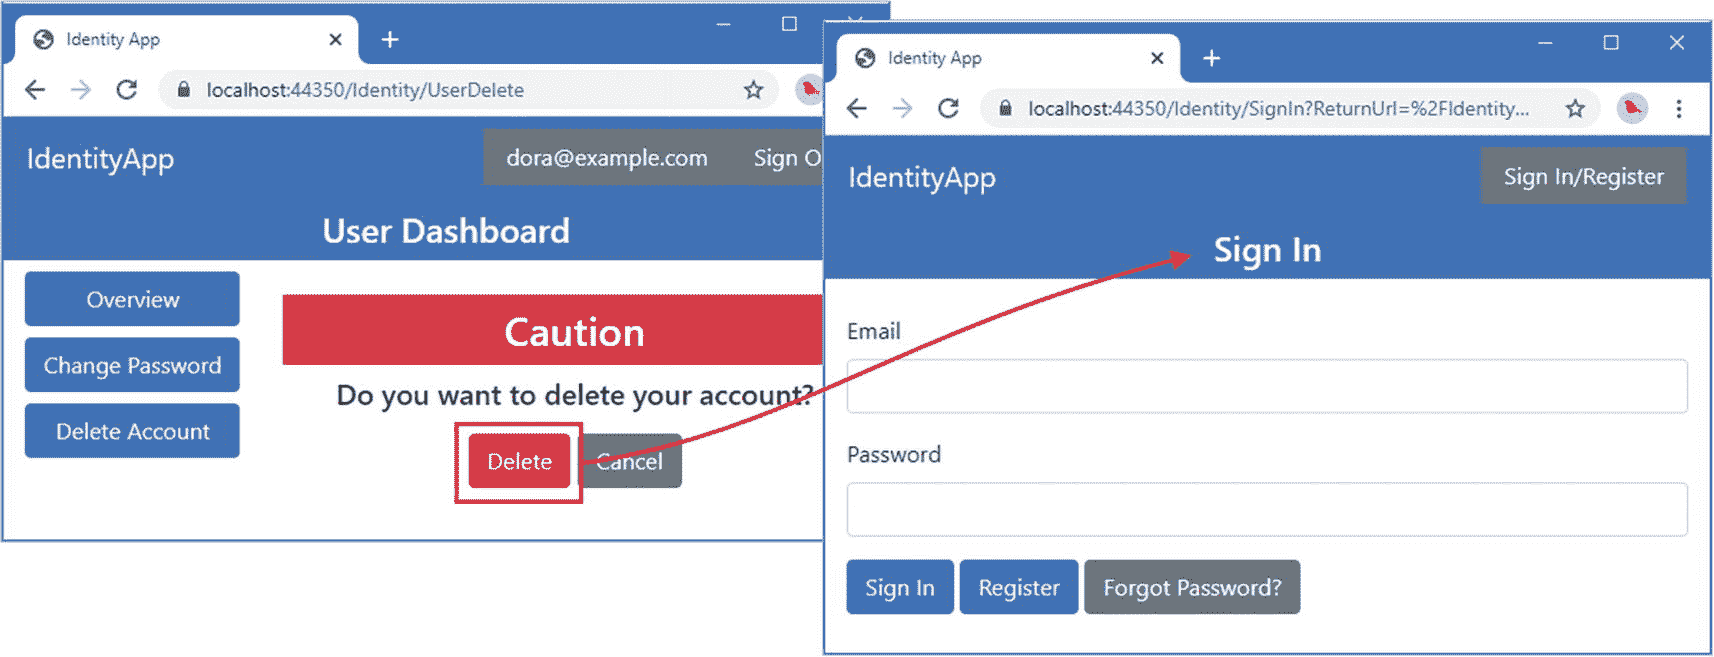 Identity App
localhost:44350/Identity/UserDelete
IdentityApp
dora@example.com
Sign O
User Dashboard
Overview
Change Password
Delete Account
Caution
Do you want to delete your account?
Delete
Cancel
Identity App
localhost:44350/Identity/SignIn?ReturnUrl=%2FIdentity...
IdentityApp
Sign In/Register
Sign In
Email
Password
Sign In
Register
Forgot Password?